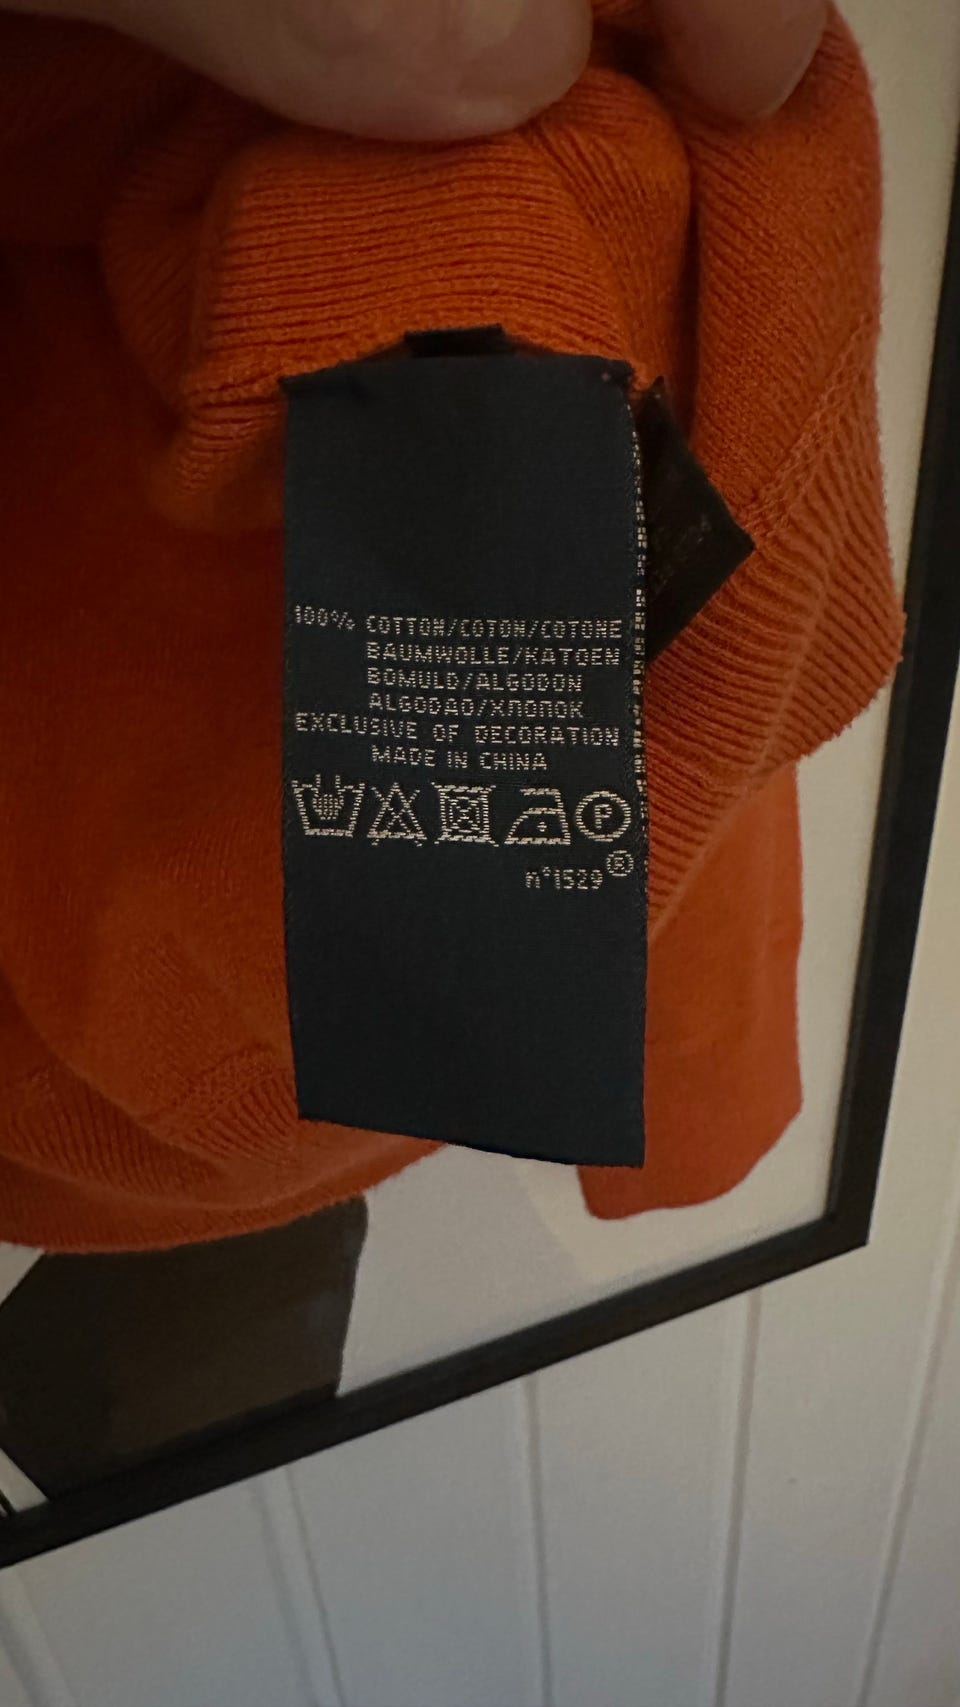 100% COTTON/COTON/COTONE
BAUMWOLLE/KATOEN
BOMULD/ALGODON
ALGODAO/ХЛОПОК
EXCLUSIVE OF DECORATION
MADE IN CHINA
P
n°1529®